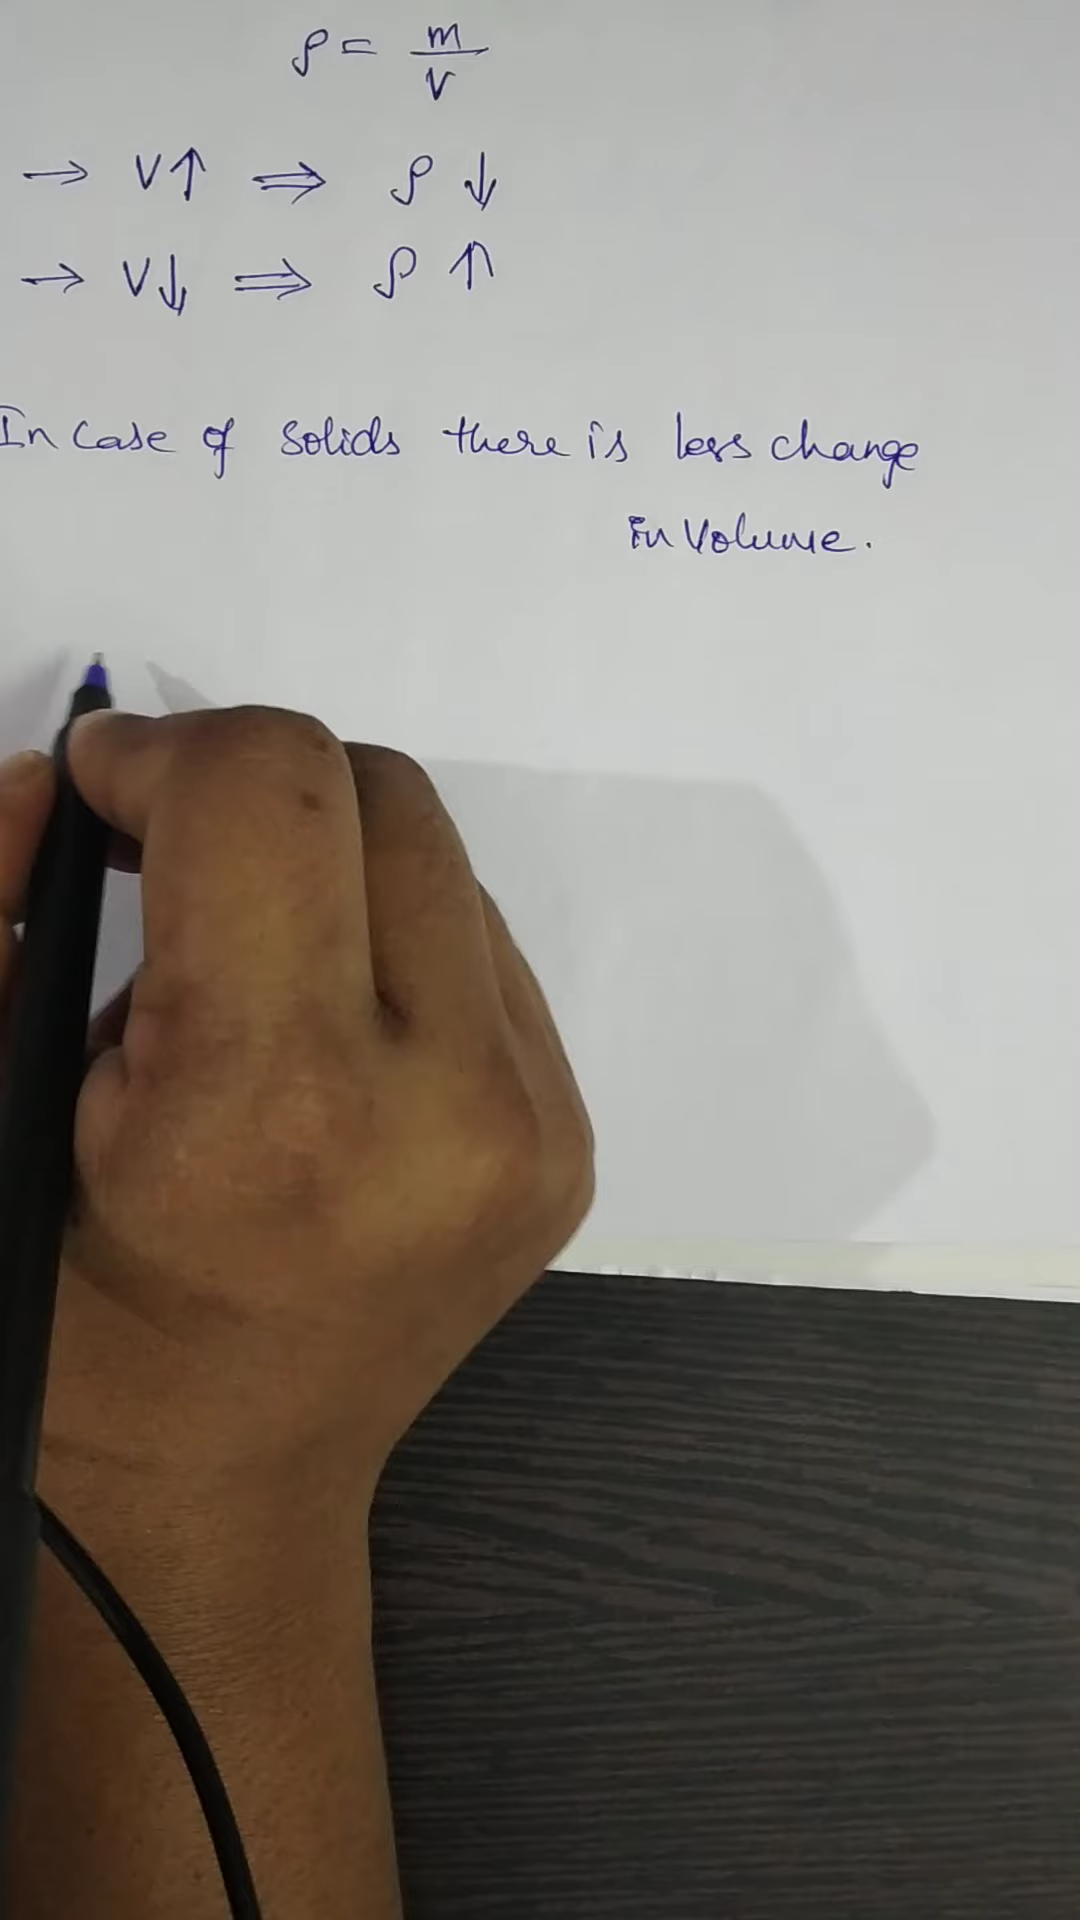 ρ = m/v
→ V↑ ⇒ ρ ↓
→ V↓ ⇒ ρ ↑
In Case of Solids there is less change
in Volume.